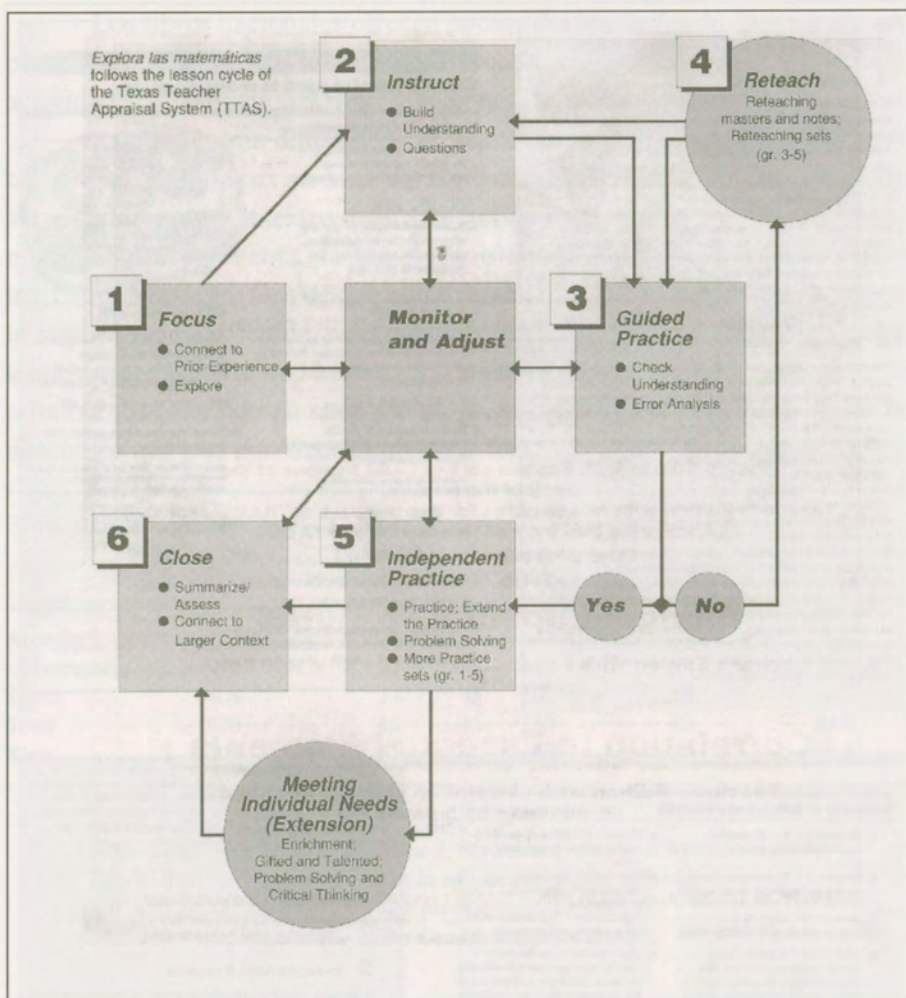 Explora las matemáticas
follows the lesson cycle of
the Texas Teacher
Appraisal System (TTAS).
1
Focus
● Connect to
Prior Experience
● Explore
2
Instruct
● Build
Understanding
● Questions
Monitor
and Adjust
3
Guided
Practice
● Check
Understanding
● Error Analysis
4
Reteach
Reteaching
masters and notes;
Reteaching sets
(gr. 3-5)
Yes
No
5
Independent
Practice
● Practice; Extend
the Practice
● Problem Solving
● More Practice
sets (gr. 1-5)
6
Close
● Summarize/
Assess
● Connect to
Larger Context
Meeting
Individual Needs
(Extension)
Enrichment;
Gifted and Talented;
Problem Solving and
Critical Thinking